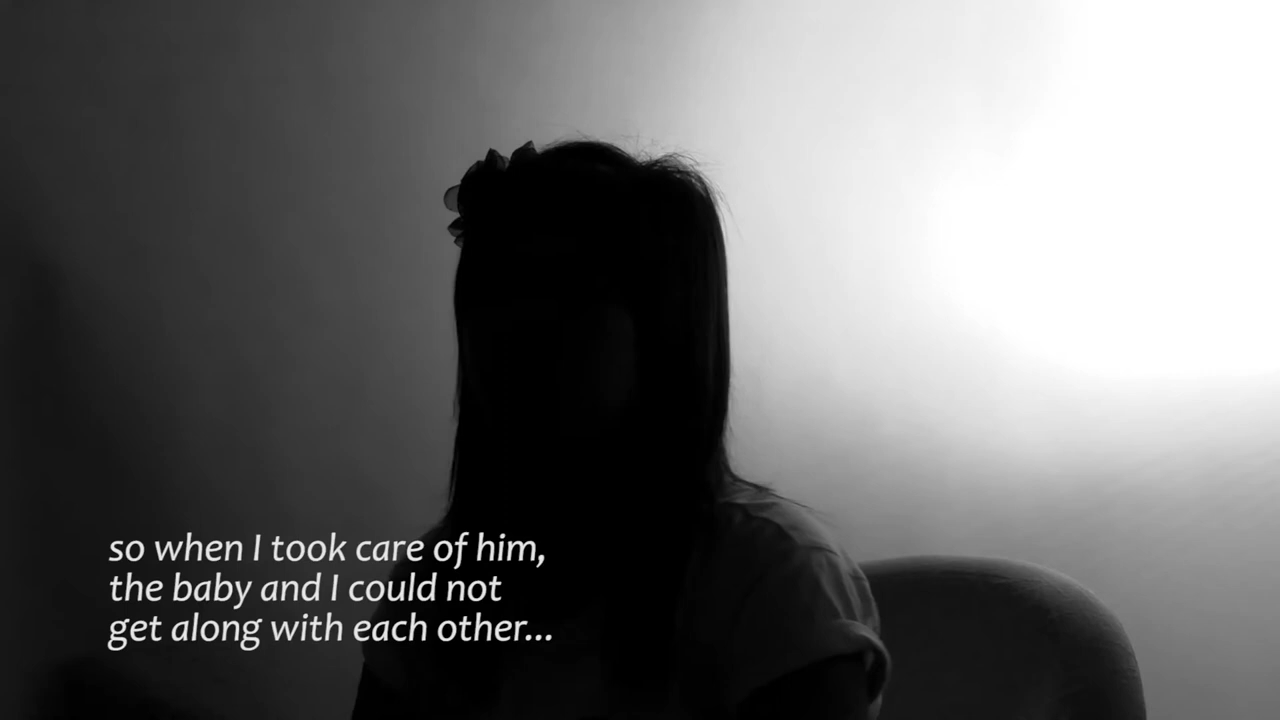 so when I took care of him,
the baby and I could not
get along with each other...